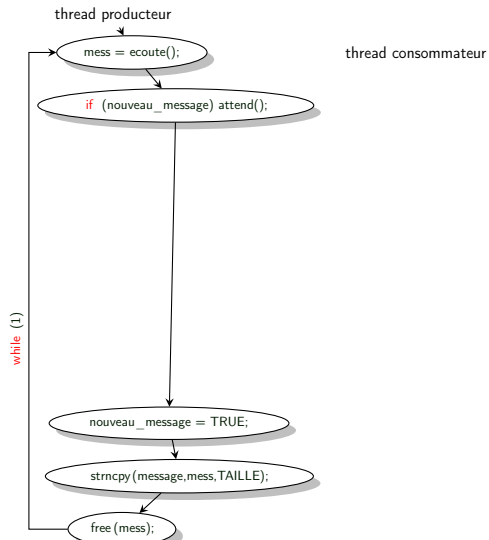 thread producteur
mess = ecoute();
thread consommateur
if (nouveau_message) attend();
while (1)
nouveau_message = TRUE;
strncpy(message,mess,TAILLE);
free(mess);